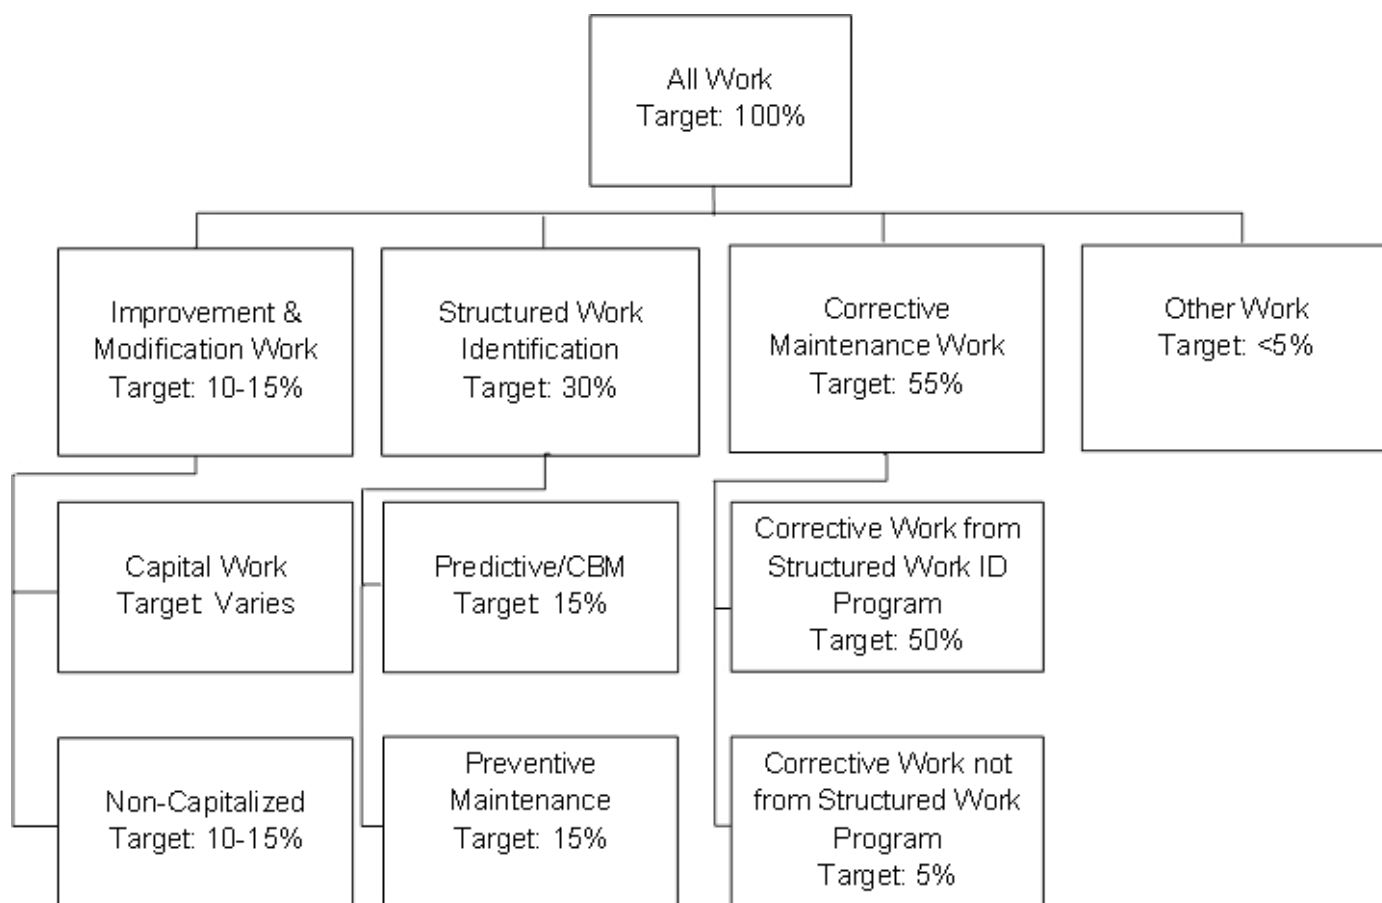 All Work
Target: 100%
Improvement &
Modification Work
Target: 10-15%
Structured Work
Identification
Target: 30%
Corrective
Maintenance Work
Target: 55%
Other Work
Target: <5%
Capital Work
Target: Varies
Predictive/CBM
Target: 15%
Corrective Work from
Structured Work ID
Program
Target: 50%
Non-Capitalized
Target: 10-15%
Preventive
Maintenance
Target: 15%
Corrective Work not
from Structured Work
Program
Target: 5%